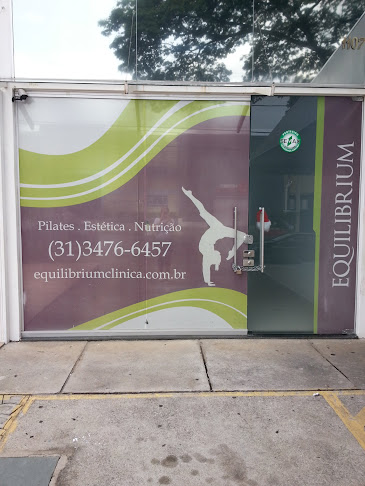 Pilates . Estética . Nutrição
(31)3476-6457
equilibriumclinica.com.br
EQUILIBRIUM